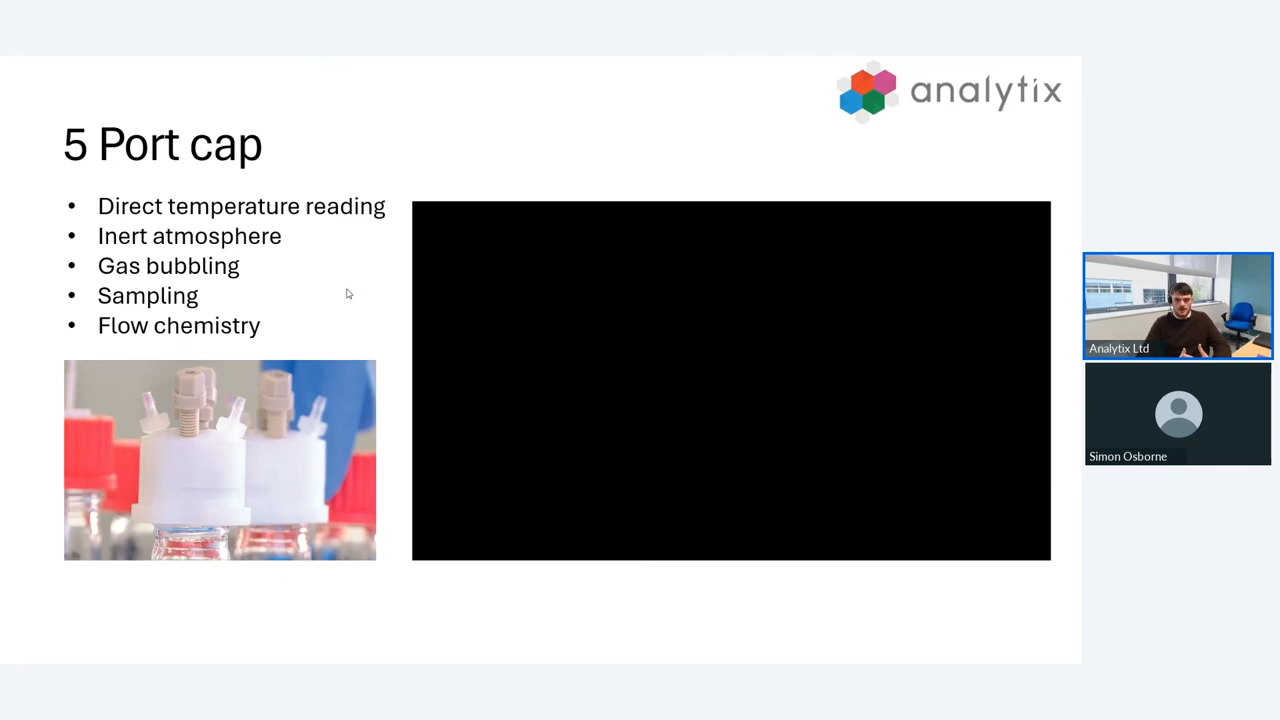 analytix
5 Port cap
• Direct temperature reading
• Inert atmosphere
• Gas bubbling
• Sampling
• Flow chemistry
Analytix Ltd
Simon Osborne